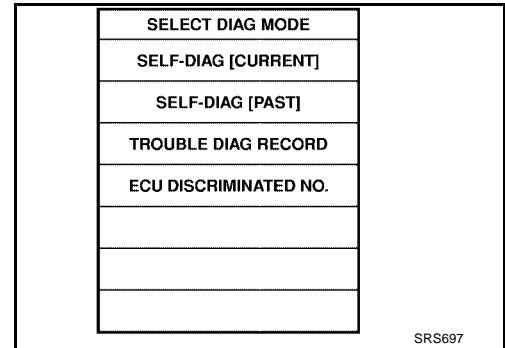 SELECT DIAG MODE
SELF-DIAG [CURRENT]
SELF-DIAG [PAST]
TROUBLE DIAG RECORD
ECU DISCRIMINATED NO.
SRS697